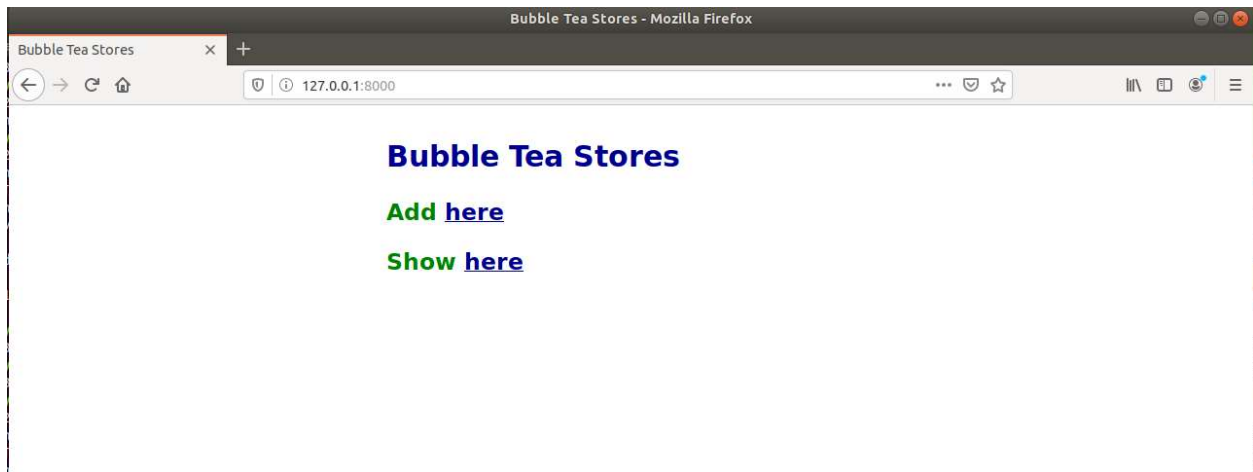 Bubble Tea Stores - Mozilla Firefox
Bubble Tea Stores
127.0.0.1:8000
Bubble Tea Stores
Add here
Show here